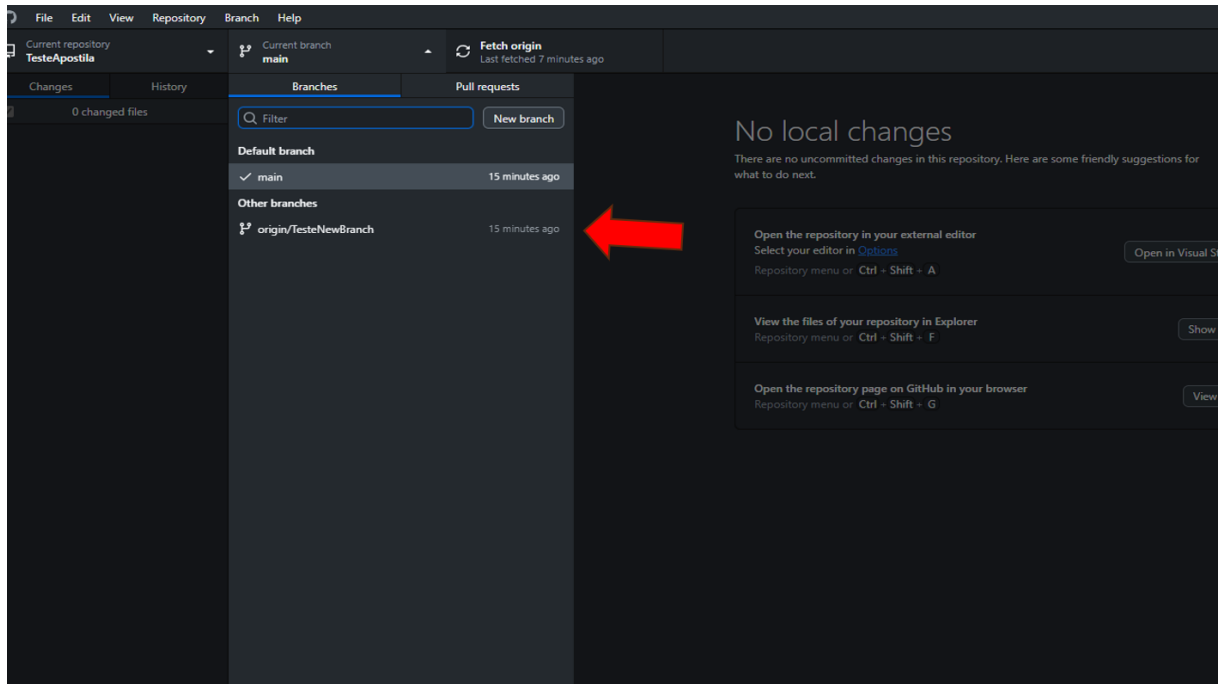 File Edit View Repository Branch Help
Current repository
TesteApostila
Current branch
main
Fetch origin
Last fetched 7 minutes ago
Changes History
0 changed files
Branches Pull requests
Filter
New branch
Default branch
main 15 minutes ago
Other branches
origin/TesteNewBranch 15 minutes ago
No local changes
There are no uncommitted changes in this repository. Here are some friendly suggestions for
what to do next.
Open the repository in your external editor
Select your editor in Options
Repository menu or Ctrl + Shift + A
Open in Visual St
View the files of your repository in Explorer
Repository menu or Ctrl + Shift + F
Show
Open the repository page on GitHub in your browser
Repository menu or Ctrl + Shift + G
View